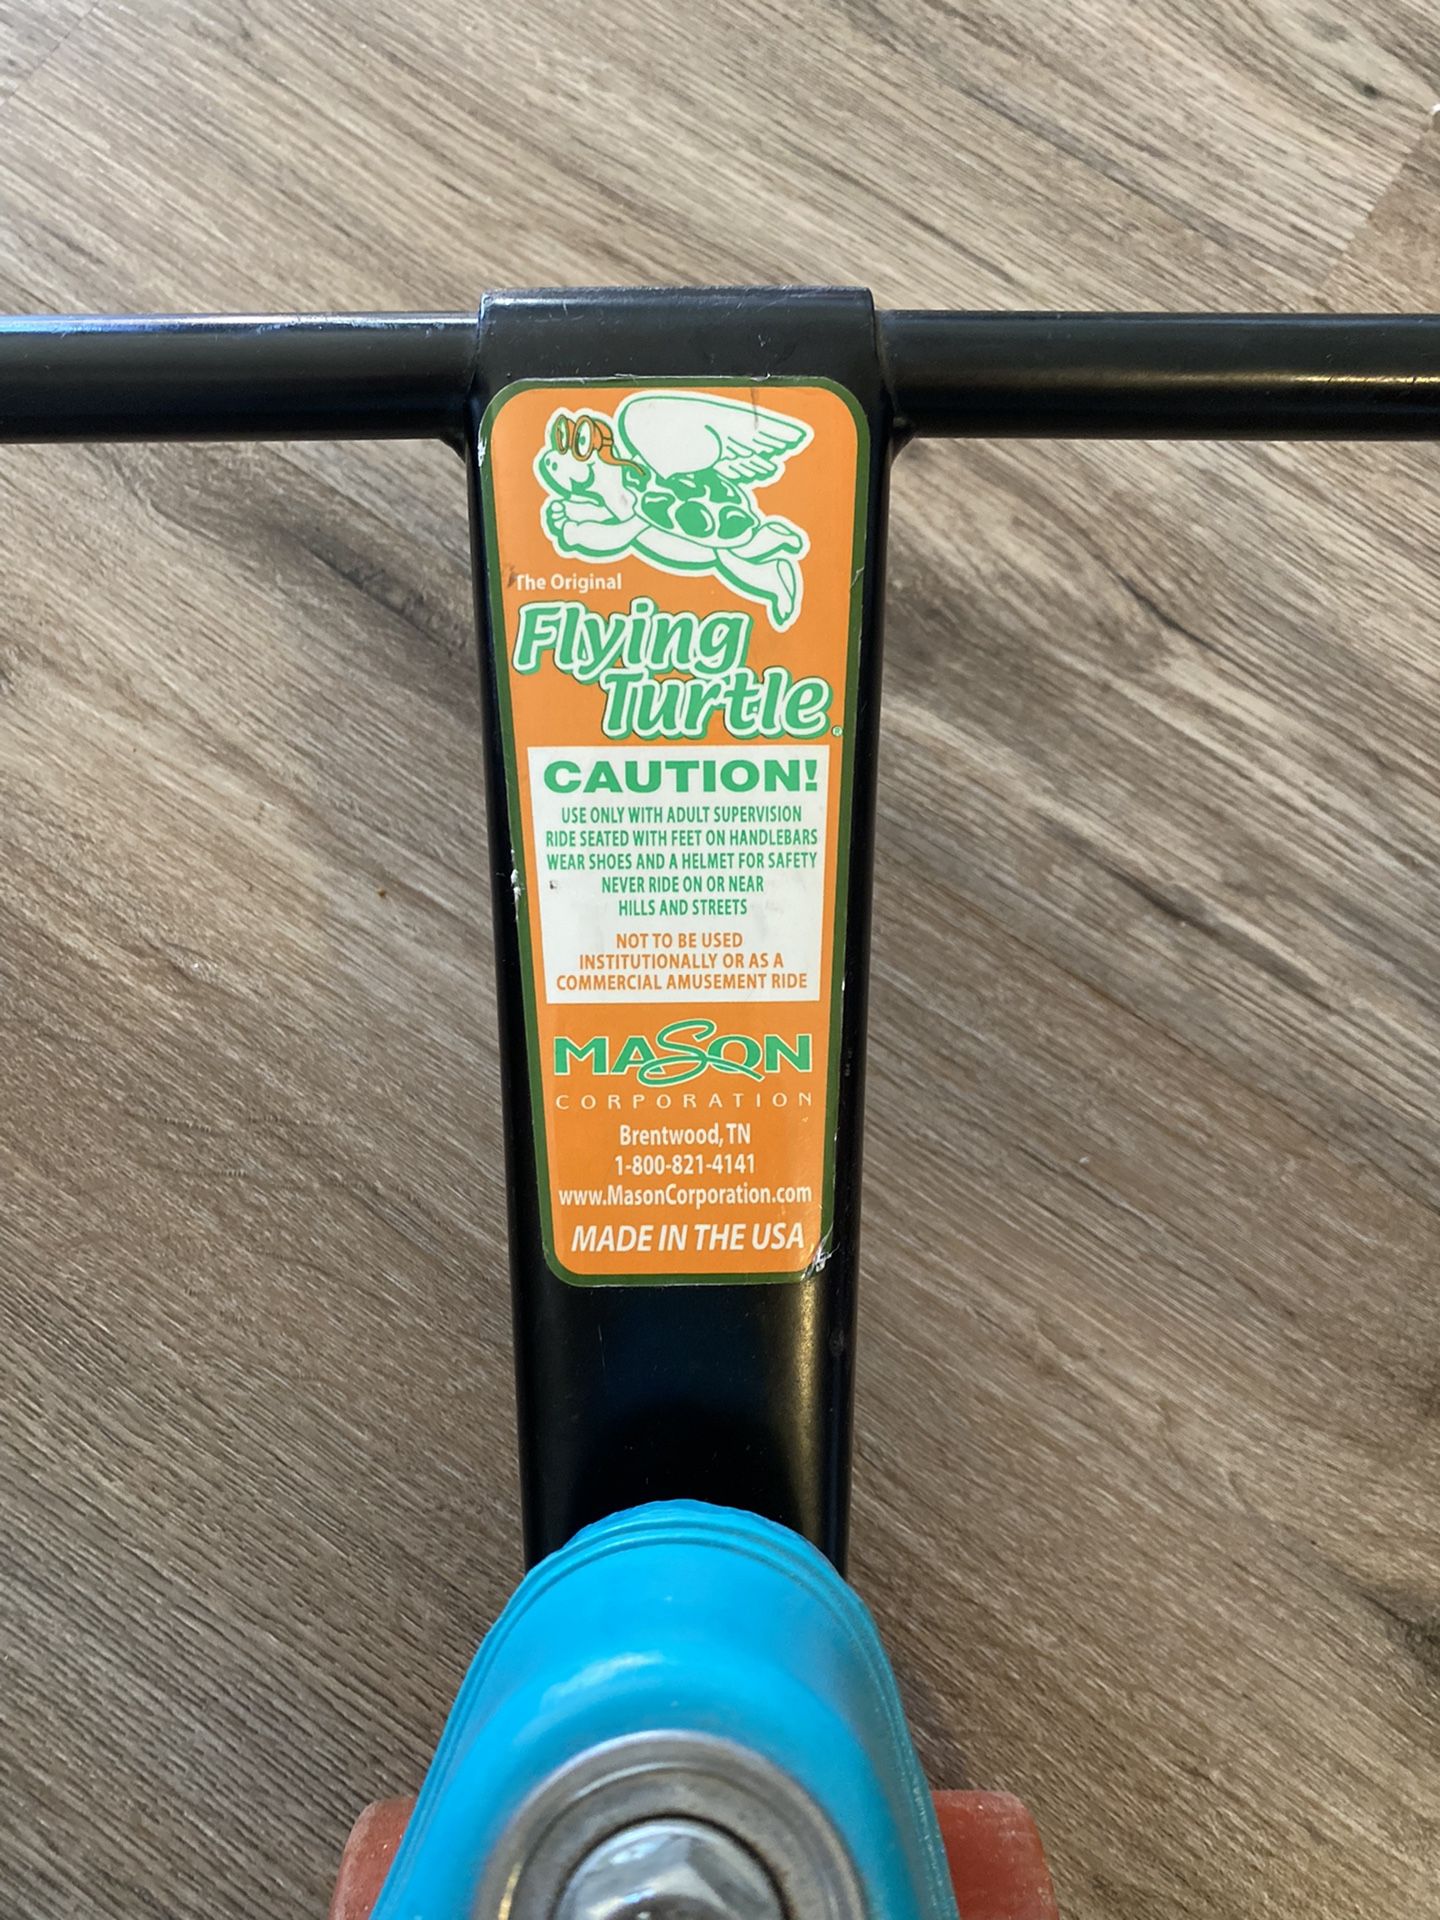 The Original
Flying
Turtle®
CAUTION!
USE ONLY WITH ADULT SUPERVISION
RIDE SEATED WITH FEET ON HANDLEBARS
WEAR SHOES AND A HELMET FOR SAFETY
NEVER RIDE ON OR NEAR
HILLS AND STREETS
NOT TO BE USED
INSTITUTIONALLY OR AS A
COMMERCIAL AMUSEMENT RIDE
MASON
CORPORATION
Brentwood, TN
1-800-821-4141
www.MasonCorporation.com
MADE IN THE USA